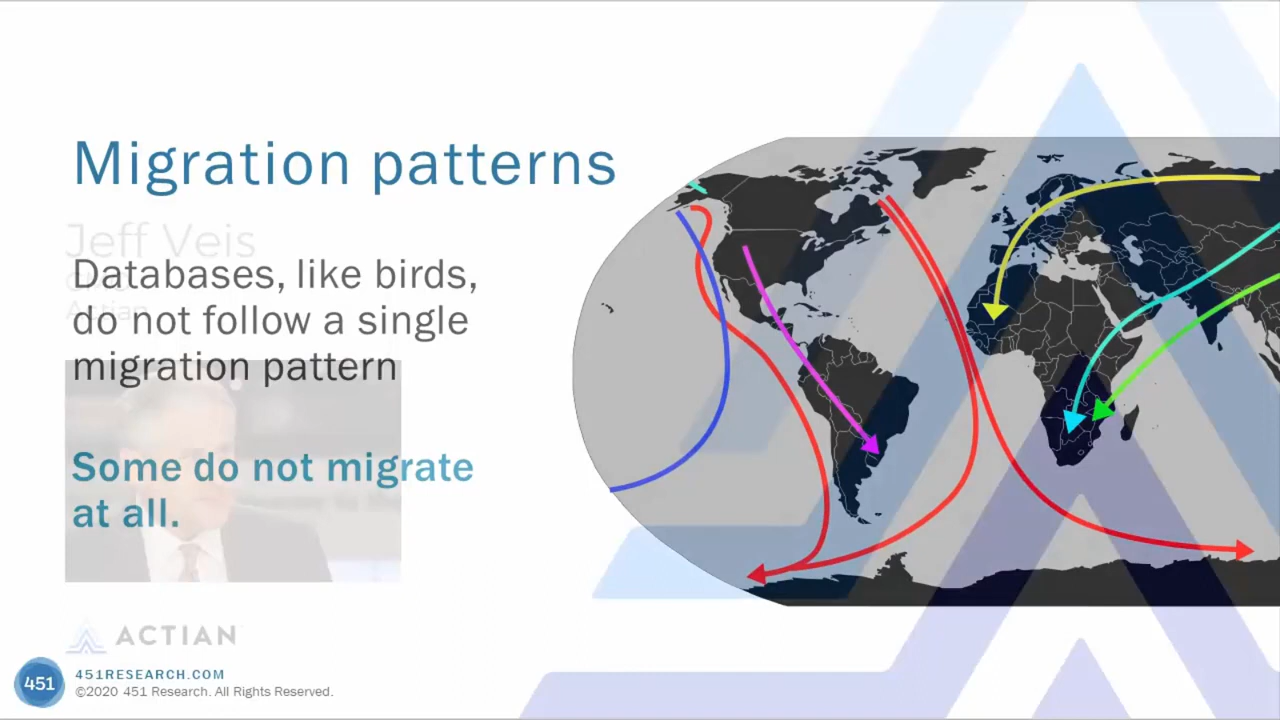 Migration patterns
Jeff Veis
Databases, like birds,
do not follow a single
Actian
migration pattern
Some do not migrate
at all.
ACTIAN
451
451RESEARCH.COM
©2020 451 Research. All Rights Reserved.